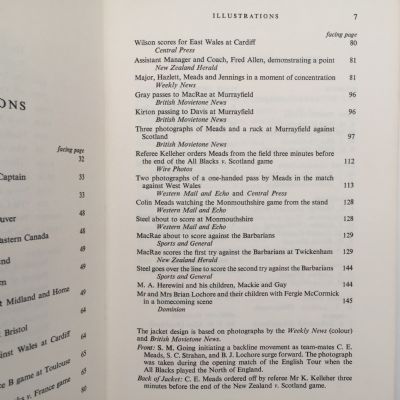 ONS
facing page
32
Captain
33
33
uver
48
astern Canada
48
nd
49
m
49
t Midland and Home
64
t Bristol
64
inst Wales at Cardiff
65
ce B game at Toulouse
65
ks v. France game
80
ILLUSTRATIONS 7
facing page
Wilson scores for East Wales at Cardiff 80
Central Press
Assistant Manager and Coach, Fred Allen, demonstrating a point 81
New Zealand Herald
Major, Hazlett, Meads and Jennings in a moment of concentration 81
Weekly News
Gray passes to MacRae at Murrayfield 96
British Movietone News
Kirton passing to Davis at Murrayfield 96
British Movietone News
Three photographs of Meads and a ruck at Murrayfield against
Scotland 97
British Movietone News
Referee Kelleher orders Meads from the field three minutes before
the end of the All Blacks v. Scotland game 112
Wire Photos
Two photographs of a one-handed pass by Meads in the match
against West Wales 113
Western Mail and Echo and Central Press
Colin Meads watching the Monmouthshire game from the stand 128
Western Mail and Echo
Steel about to score at Monmouthshire 128
Western Mail and Echo
MacRae about to score against the Barbarians 129
Sports and General
MacRae scores the first try against the Barbarians at Twickenham 129
New Zealand Herald
Steel goes over the line to score the second try against the Barbarians 144
Sports and General
M. A. Herewini and his children, Mackie and Gay 144
Mr and Mrs Brian Lochore and their children with Fergie McCormick
in a homecoming scene 145
Dominion
The jacket design is based on photographs by the Weekly News (colour)
and British Movietone News.
Front: S. M. Going initiating a backline movement as team-mates C. E.
Meads, S. C. Strahan, and B. J. Lochore surge forward. The photograph
was taken during the opening match of the English Tour when the All
Blacks played the North of England.
Back of Jacket: C. E. Meads ordered off by referee Mr K. Kelleher three
minutes before the end of the New Zealand v. Scotland game.